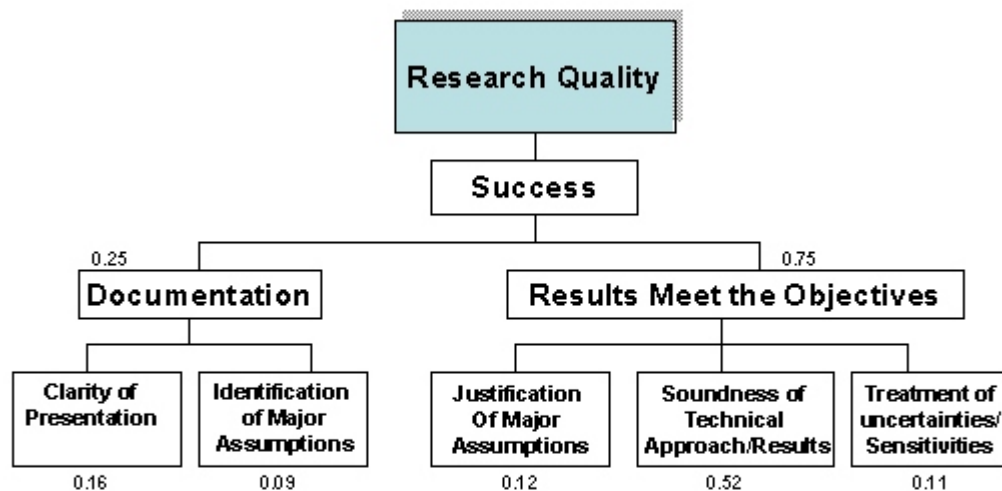 Research Quality
Success
0.25
0.75
Documentation
Results Meet the Objectives
Clarity of
Presentation
Identification
of Major
Assumptions
Justification
Of Major
Assumptions
Soundness of
Technical
Approach/Results
Treatment of
uncertainties/
Sensitivities
0.16
0.09
0.12
0.52
0.11